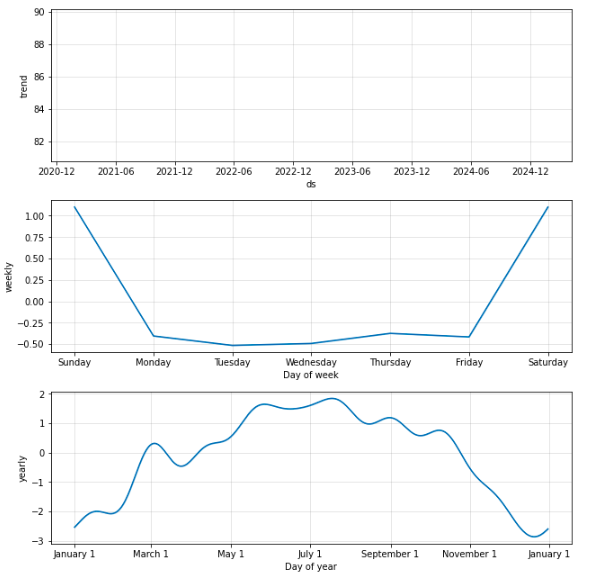 90
88
86
84
82
trend
2020-12 2021-06 2021-12 2022-06 2022-12 2023-06 2023-12 2024-06 2024-12
ds
1.00
0.75
0.50
0.25
0.00
−0.25
−0.50
weekly
Sunday Monday Tuesday Wednesday Thursday Friday Saturday
Day of week
2
1
0
−1
−2
−3
yearly
January 1 March 1 May 1 July 1 September 1 November 1 January 1
Day of year